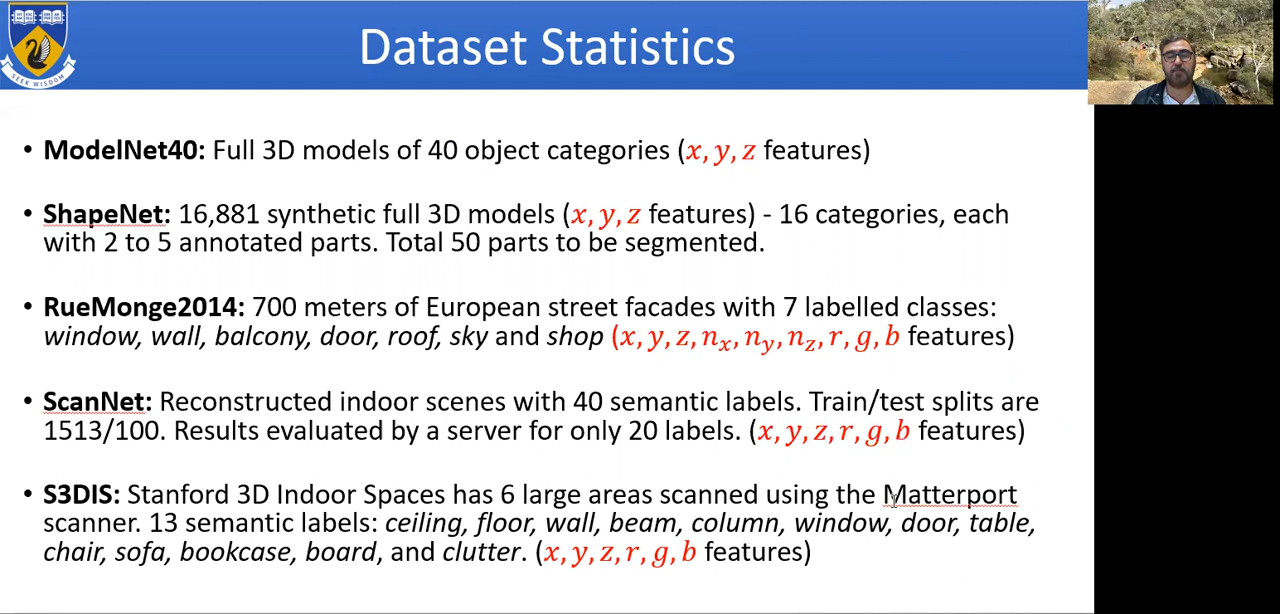 Dataset Statistics
SEEK WISDOM
• ModelNet40: Full 3D models of 40 object categories (x, y, z features)
• ShapeNet: 16,881 synthetic full 3D models (x, y, z features) - 16 categories, each
with 2 to 5 annotated parts. Total 50 parts to be segmented.
• RueMonge2014: 700 meters of European street facades with 7 labelled classes:
window, wall, balcony, door, roof, sky and shop (x, y, z, nₓ, n_y, n_z, r, g, b features)
• ScanNet: Reconstructed indoor scenes with 40 semantic labels. Train/test splits are
1513/100. Results evaluated by a server for only 20 labels. (x, y, z, r, g, b features)
• S3DIS: Stanford 3D Indoor Spaces has 6 large areas scanned using the Matterport
scanner. 13 semantic labels: ceiling, floor, wall, beam, column, window, door, table,
chair, sofa, bookcase, board, and clutter. (x, y, z, r, g, b features)